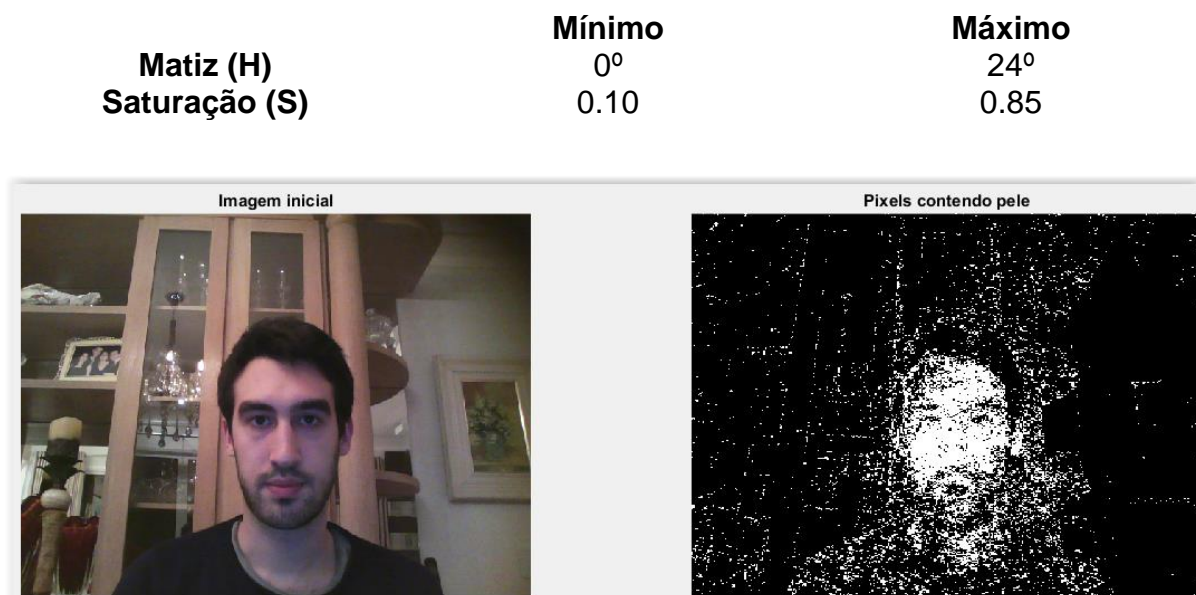 Mínimo Máximo
Matiz (H) 0º 24º
Saturação (S) 0.10 0.85
Imagem inicial Pixels contendo pele